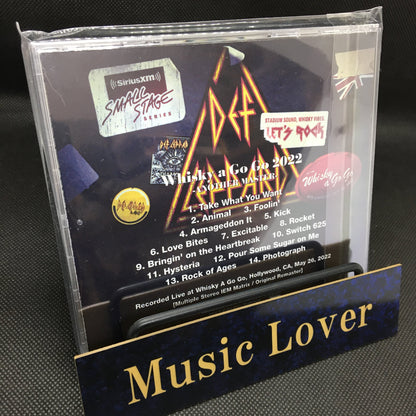 SiriusXM
SMALL
STAGE
SERIES
DEF
LEPPARD
STADIUM SOUND, WHISKY VIBES.
LET'S ROCK
Whisky a Go Go 2022
-ANOTHER MASTER-
Whisky
a Go Go
1. Take What You Want
2. Animal 3. Foolin'
4. Armageddon It 5. Kick
6. Love Bites 7. Excitable 8. Rocket
9. Bringin' on the Heartbreak 10. Switch 625
11. Hysteria 12. Pour Some Sugar on Me
13. Rock of Ages 14. Photograph
Recorded Live at Whisky A Go Go, Hollywood, CA, May 26, 2022
[Multiple Stereo IEM Matrix / Original Remaster]
Music Lover